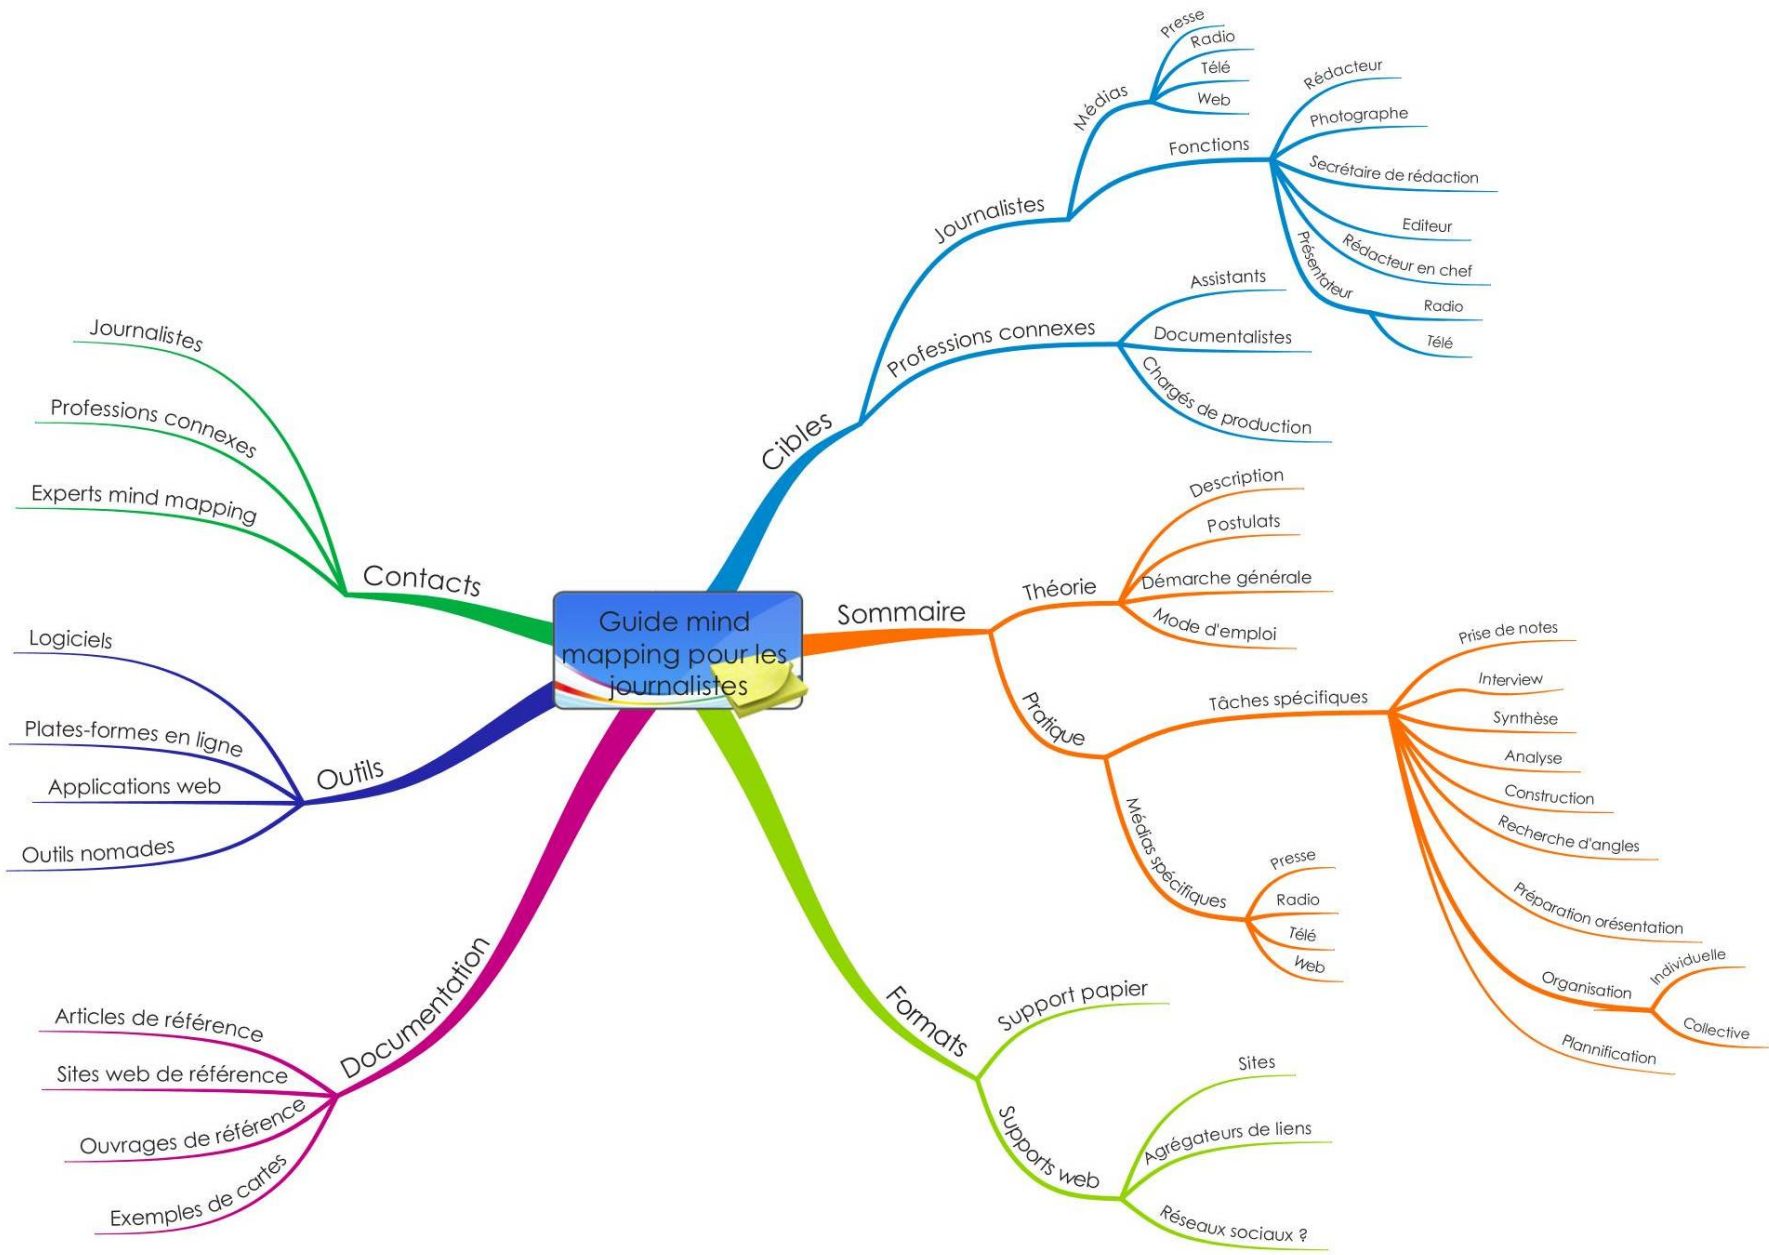 Guide mind
mapping pour les
journalistes
Cibles
Journalistes
Médias
Presse
Radio
Télé
Web
Fonctions
Rédacteur
Photographe
Secrétaire de rédaction
Editeur
Rédacteur en chef
Présentateur
Radio
Télé
Professions connexes
Assistants
Documentalistes
Chargés de production
Sommaire
Théorie
Description
Postulats
Démarche générale
Mode d'emploi
Pratique
Tâches spécifiques
Prise de notes
Interview
Synthèse
Analyse
Construction
Recherche d'angles
Préparation orésentation
Organisation
Individuelle
Collective
Plannification
Médias spécifiques
Presse
Radio
Télé
Web
Formats
Support papier
Supports web
Sites
Agrégateurs de liens
Réseaux sociaux ?
Documentation
Articles de référence
Sites web de référence
Ouvrages de référence
Exemples de cartes
Outils
Logiciels
Plates-formes en ligne
Applications web
Outils nomades
Contacts
Journalistes
Professions connexes
Experts mind mapping